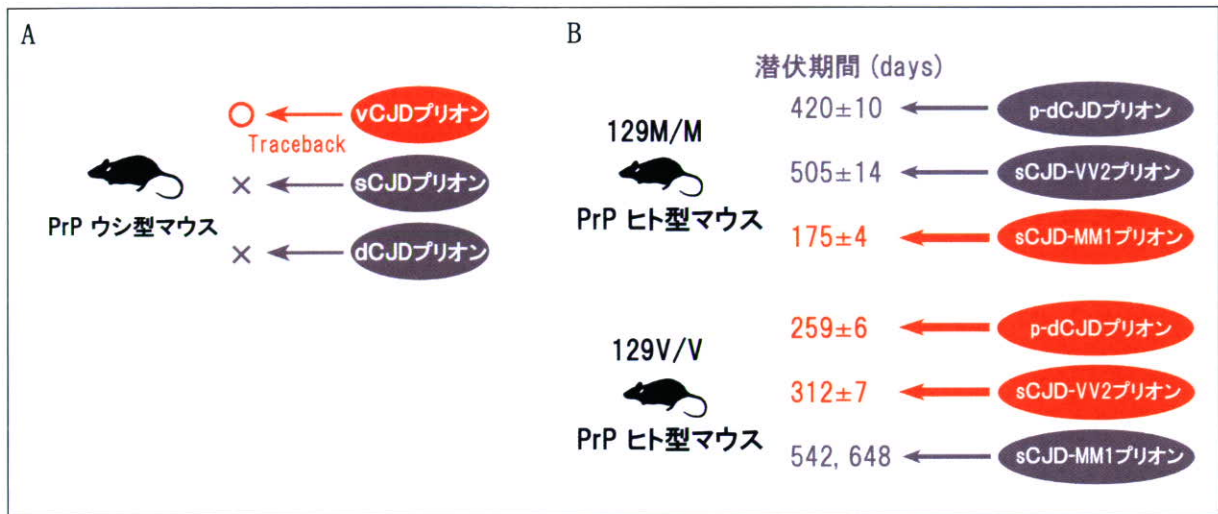 A
vCJDプリオン
Traceback
× sCJDプリオン
× dCJDプリオン
PrP ウシ型マウス
B
潜伏期間 (days)
129M/M
PrP ヒト型マウス
420±10 p-dCJDプリオン
505±14 sCJD-VV2プリオン
175±4 sCJD-MM1プリオン
129V/V
PrP ヒト型マウス
259±6 p-dCJDプリオン
312±7 sCJD-VV2プリオン
542, 648 sCJD-MM1プリオン